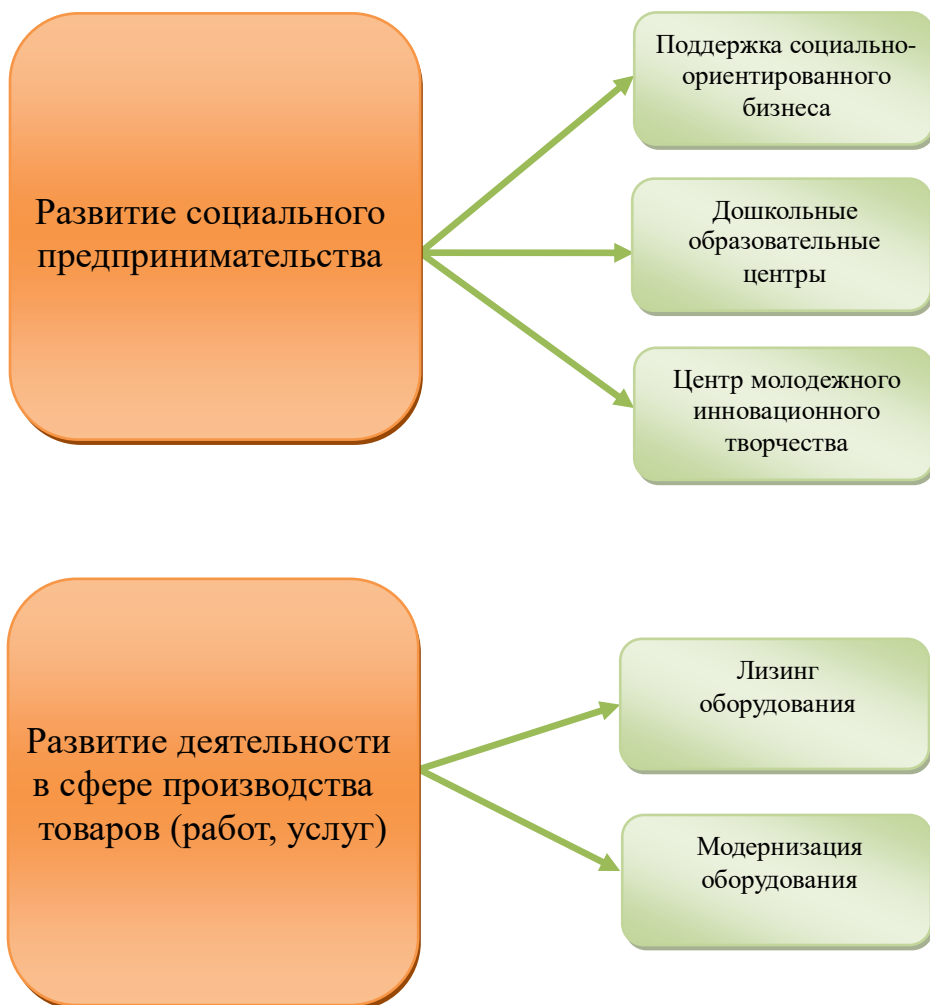 Развитие социального
предпринимательства
Поддержка социально-
ориентированного
бизнеса
Дошкольные
образовательные
центры
Центр молодежного
инновационного
творчества
Развитие деятельности
в сфере производства
товаров (работ, услуг)
Лизинг
оборудования
Модернизация
оборудования